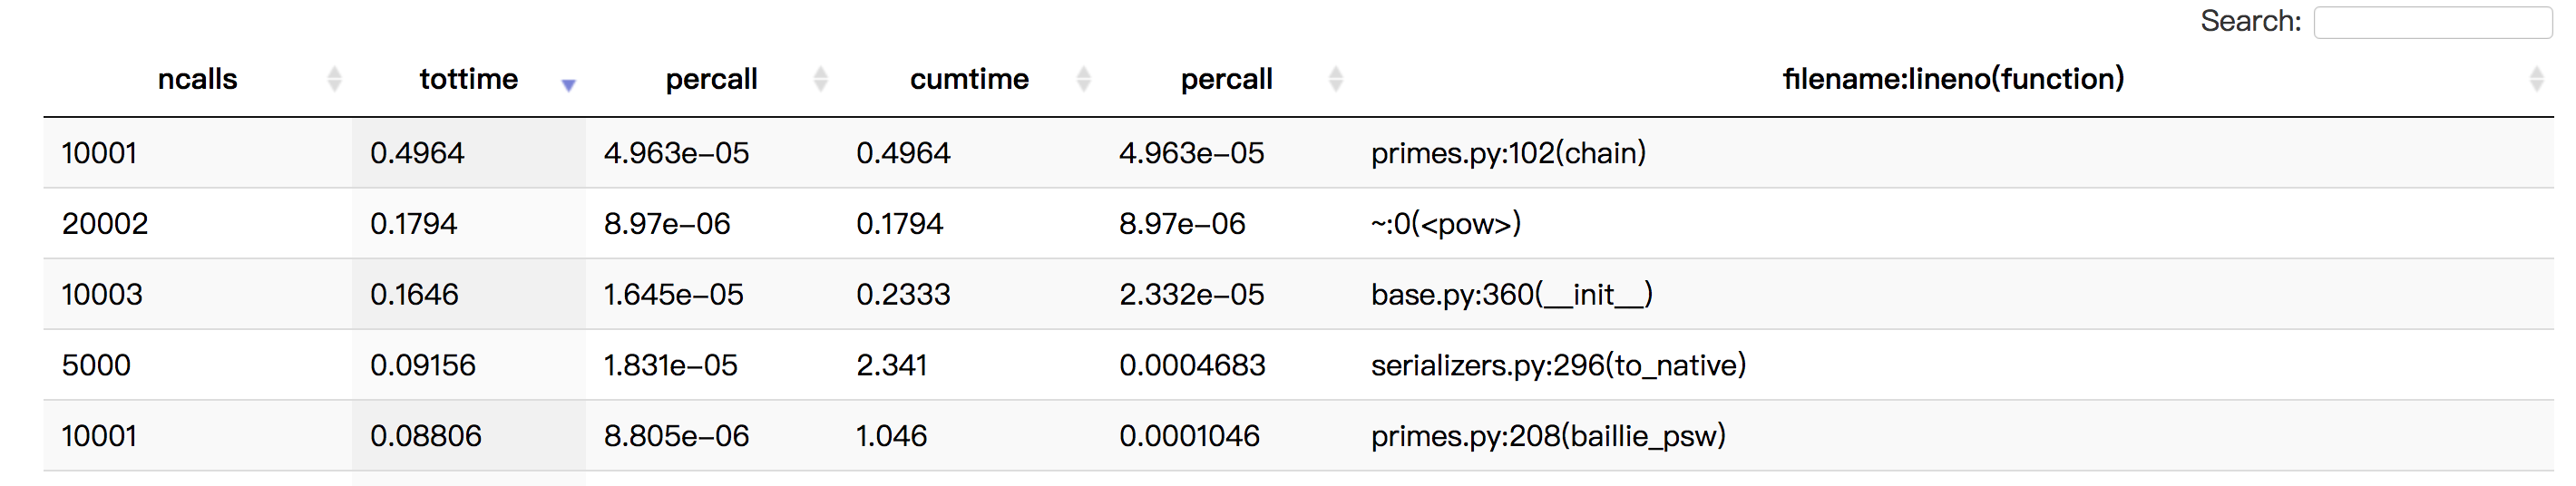 Search:
ncalls tottime percall cumtime percall filename:lineno(function)
10001 0.4964 4.963e-05 0.4964 4.963e-05 primes.py:102(chain)
20002 0.1794 8.97e-06 0.1794 8.97e-06 ~:0(<pow>)
10003 0.1646 1.645e-05 0.2333 2.332e-05 base.py:360(__init__)
5000 0.09156 1.831e-05 2.341 0.0004683 serializers.py:296(to_native)
10001 0.08806 8.805e-06 1.046 0.0001046 primes.py:208(baillie_psw)